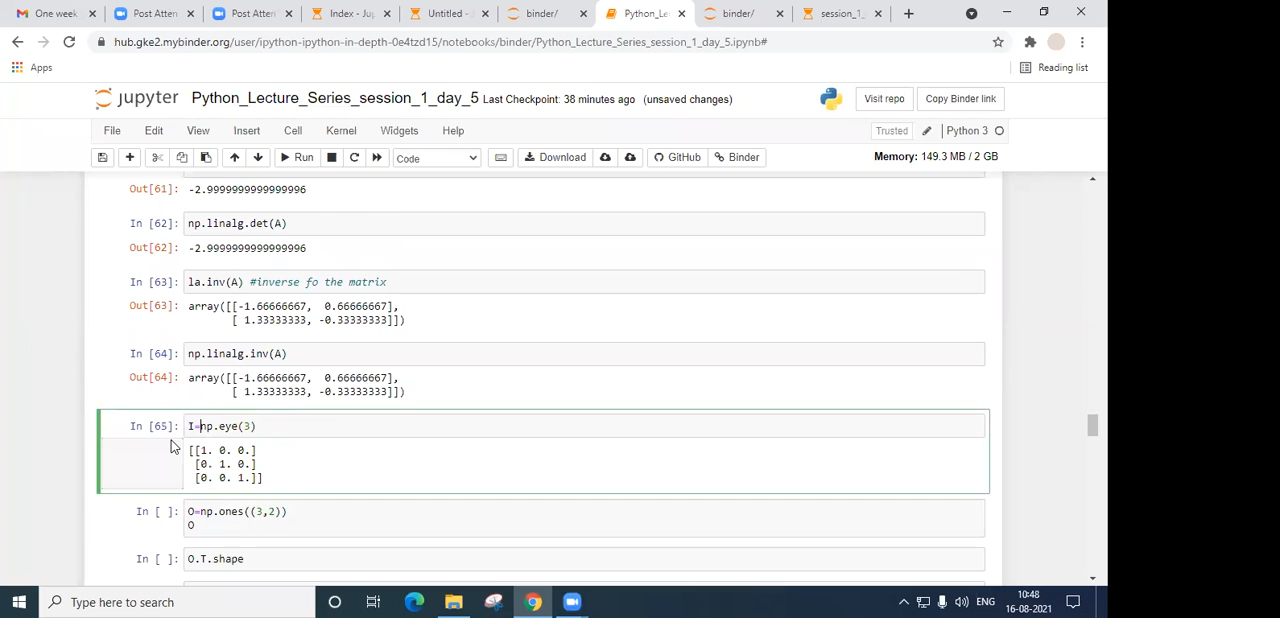 One week
Post Atten
Post Atten
Index - Ju
Untitled -
binder/
Python_Le
binder/
session_1_
hub.gke2.mybinder.org/user/ipython-ipython-in-depth-0e4tzd15/notebooks/binder/Python_Lecture_Series_session_1_day_5.ipynb#
Apps
Reading list
jupyter Python_Lecture_Series_session_1_day_5 Last Checkpoint: 38 minutes ago (unsaved changes)
Visit repo
Copy Binder link
File Edit View Insert Cell Kernel Widgets Help
Trusted
Python 3
Run
Code
Download
GitHub
Binder
Memory: 149.3 MB / 2 GB
Out[61]: -2.9999999999999996
In [62]: np.linalg.det(A)
Out[62]: -2.9999999999999996
In [63]: la.inv(A) #inverse fo the matrix
Out[63]: array([[-1.66666667, 0.66666667],
[ 1.33333333, -0.33333333]])
In [64]: np.linalg.inv(A)
Out[64]: array([[-1.66666667, 0.66666667],
[ 1.33333333, -0.33333333]])
In [65]: I=np.eye(3)
[[1. 0. 0.]
[0. 1. 0.]
[0. 0. 1.]]
In [ ]: O=np.ones((3,2))
O
In [ ]: O.T.shape
Type here to search
ENG
10:48
16-08-2021